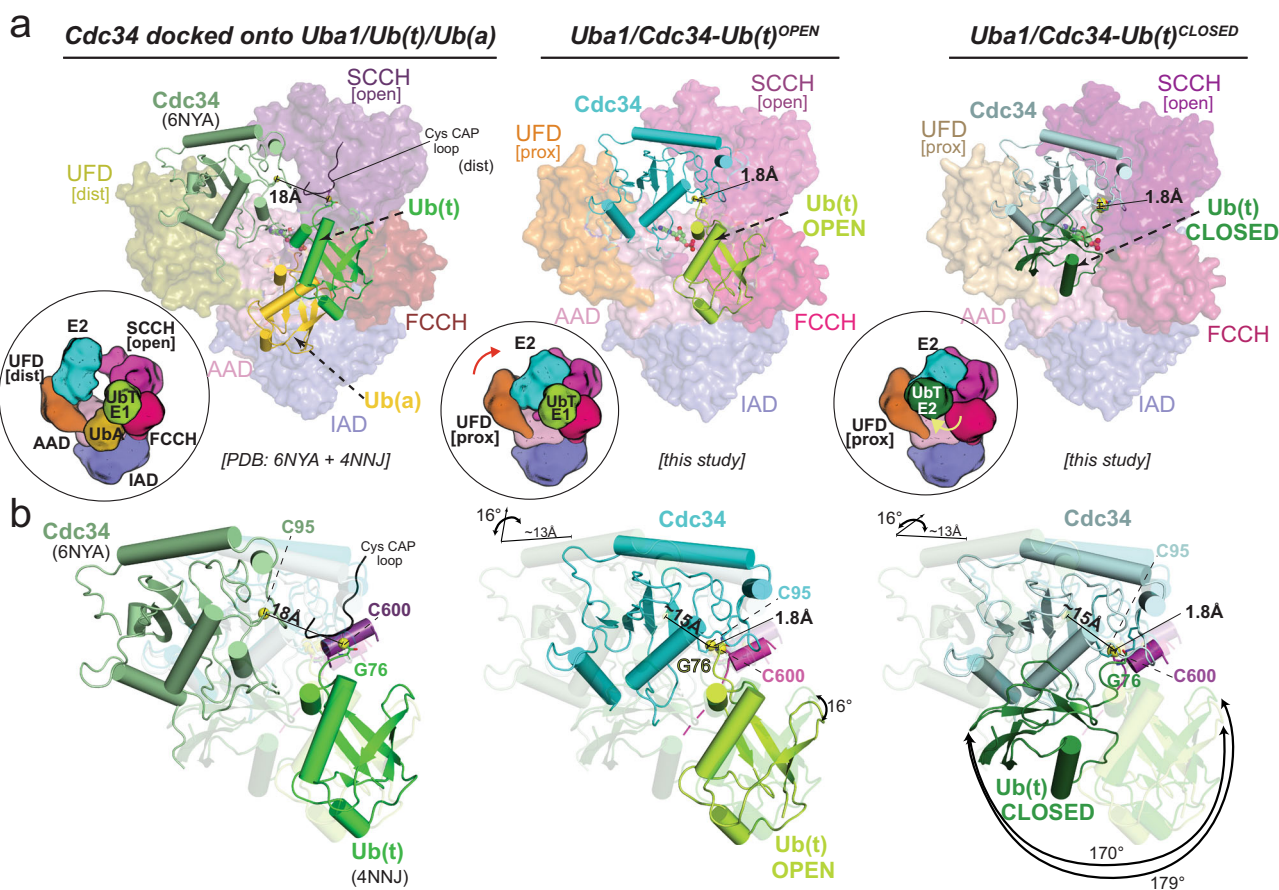 a
Cdc34 docked onto Uba1/Ub(t)/Ub(a)
SCCH
[open]
Cdc34
(6NYA)
Cys CAP
loop
(dist)
UFD
[dist]
18Å
Ub(t)
FCCH
AAD
Ub(a)
IAD
E2
SCCH
[open]
UFD
[dist]
UbT
E1
UbA
AAD
FCCH
IAD
[PDB: 6NYA + 4NNJ]
Uba1/Cdc34-Ub(t)OPEN
SCCH
[open]
Cdc34
UFD
[prox]
1.8Å
Ub(t)
OPEN
AAD
FCCH
IAD
E2
UbT
E1
UFD
[prox]
[this study]
Uba1/Cdc34-Ub(t)CLOSED
SCCH
[open]
Cdc34
UFD
[prox]
1.8Å
Ub(t)
CLOSED
AAD
FCCH
IAD
E2
UbT
E2
UFD
[prox]
[this study]
b
Cdc34
(6NYA)
C95
Cys CAP
loop
18Å
C600
G76
Ub(t)
(4NNJ)
16°
~13Å
Cdc34
C95
~15Å
1.8Å
G76
C600
16°
Ub(t)
OPEN
16°
~13Å
Cdc34
C95
~15Å
1.8Å
G76
C600
Ub(t)
CLOSED
170°
179°